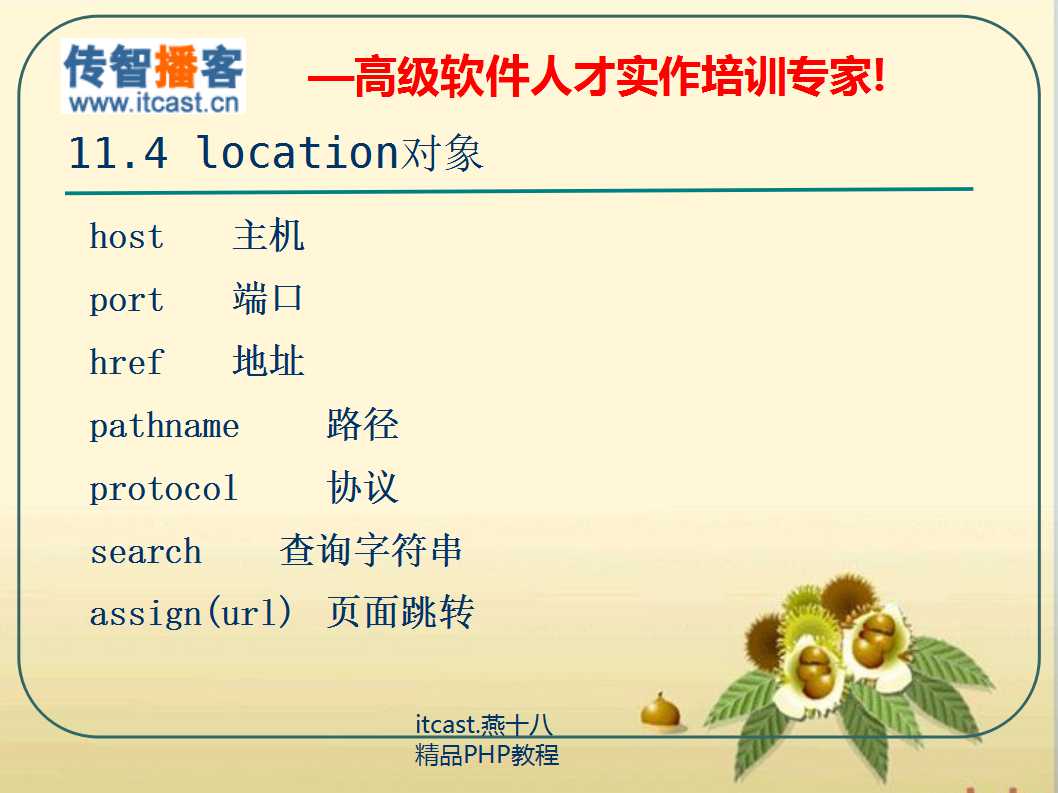 传智播客
www.itcast.cn
—高级软件人才实作培训专家!
11.4 location对象
host 主机
port 端口
href 地址
pathname 路径
protocol 协议
search 查询字符串
assign(url) 页面跳转
itcast.燕十八
精品PHP教程